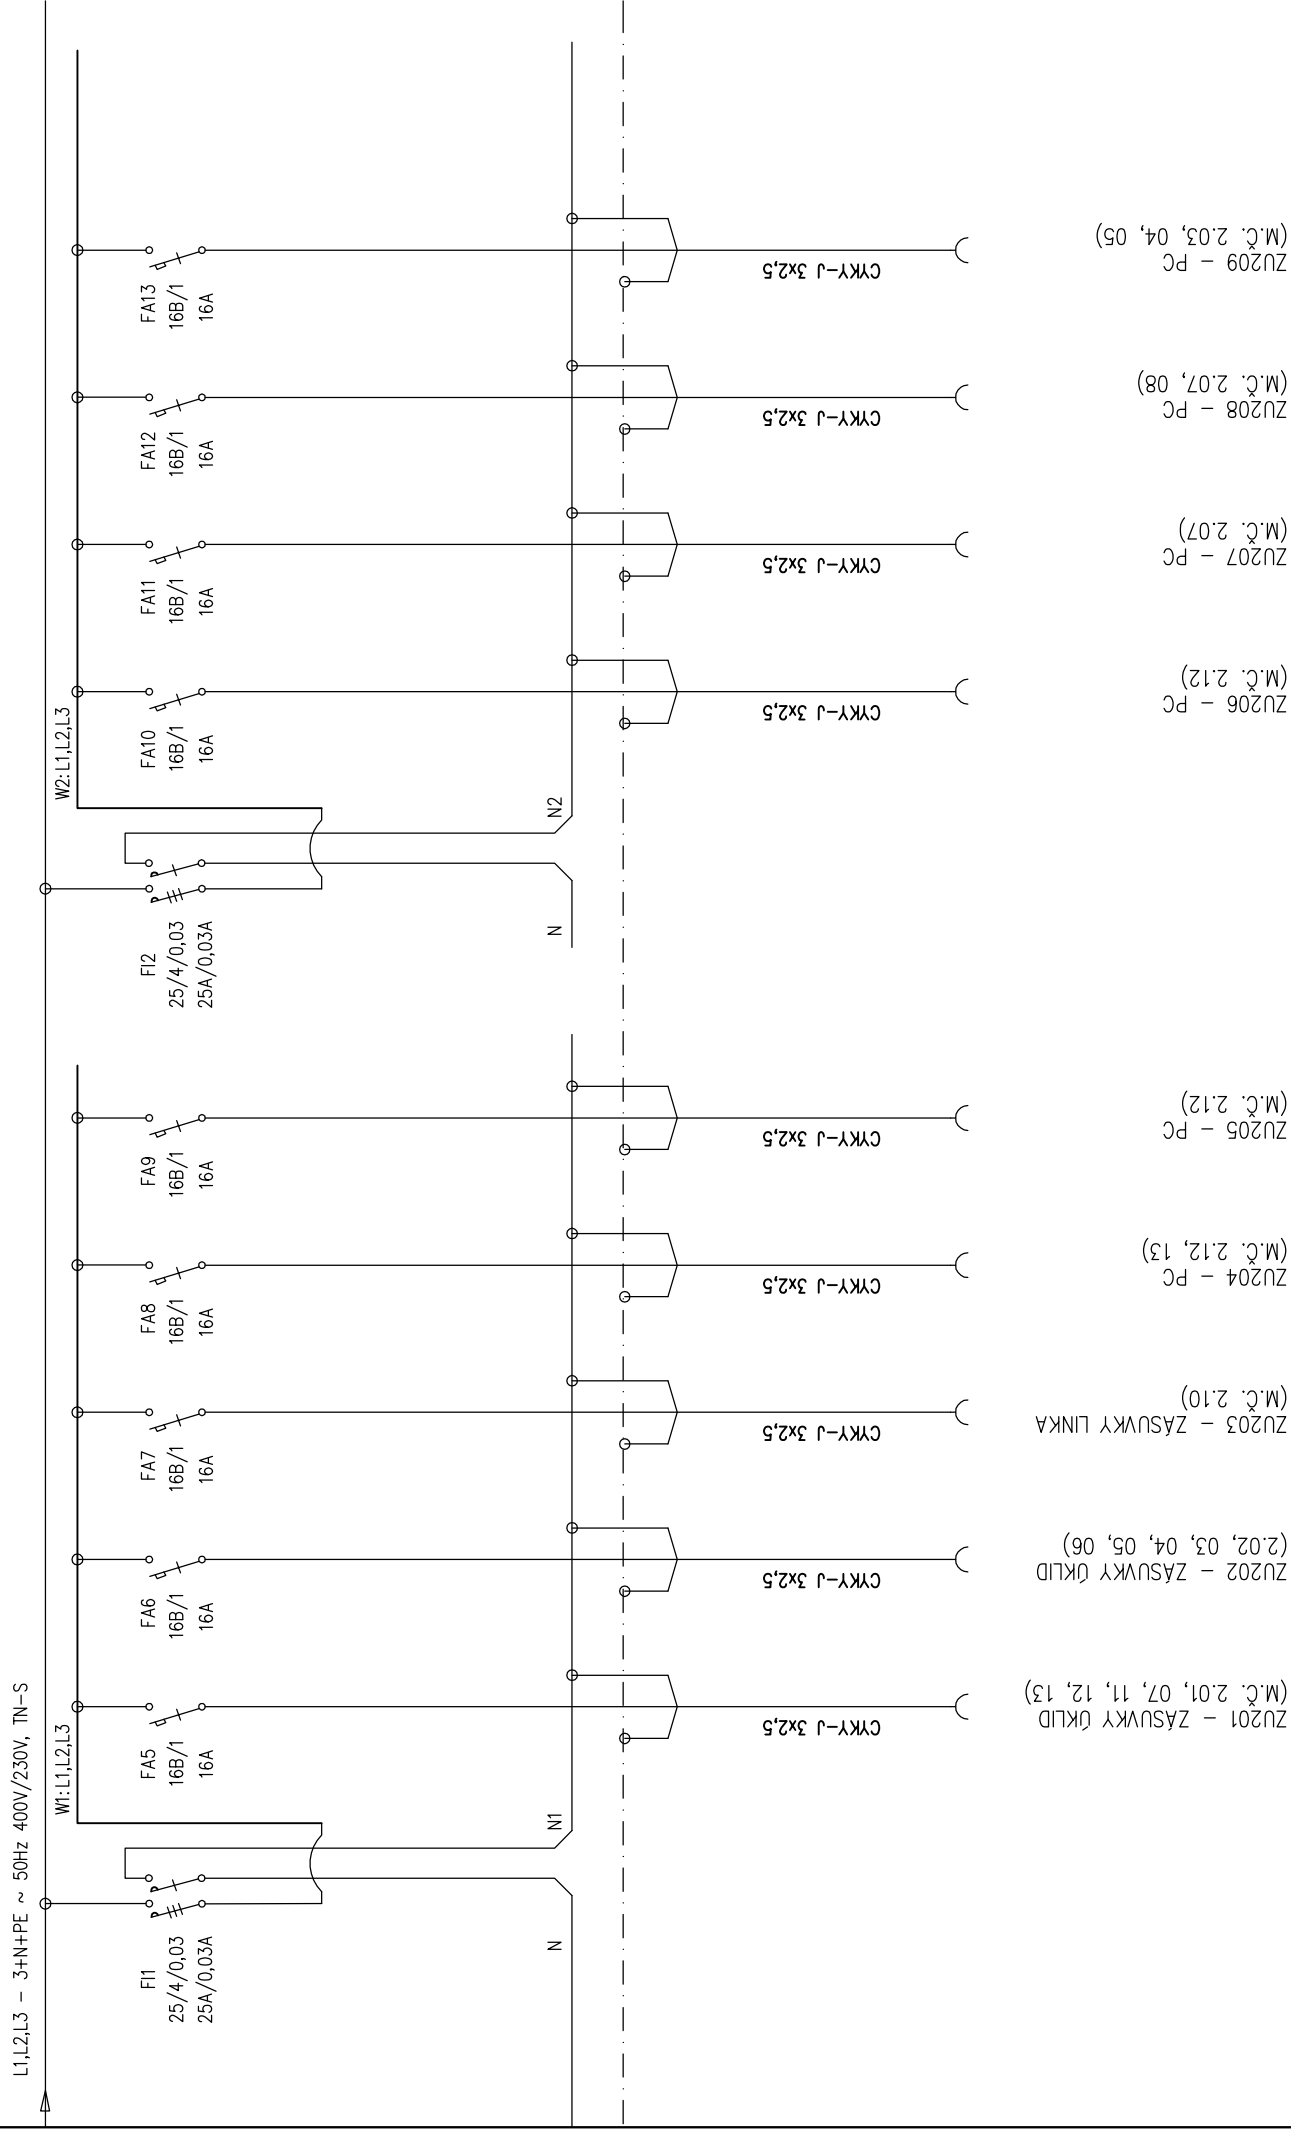 L1,L2,L3 – 3+N+PE ~ 50Hz 400V/230V, TN-S
FI1
25/4/0,03
25A/0,03A
N
N1
W1:L1,L2,L3
FA5
16B/1
16A
CYKY-J 3x2,5
ZU201 – ZÁSUVKY ÚKLID
(M.Č. 2.01, 07, 11, 12, 13)
FA6
16B/1
16A
CYKY-J 3x2,5
ZU202 – ZÁSUVKY ÚKLID
(2.02, 03, 04, 05, 06)
FA7
16B/1
16A
CYKY-J 3x2,5
ZU203 – ZÁSUVKY LINKA
(M.Č. 2.10)
FA8
16B/1
16A
CYKY-J 3x2,5
ZU204 – PC
(M.Č. 2.12, 13)
FA9
16B/1
16A
CYKY-J 3x2,5
ZU205 – PC
(M.Č. 2.12)
FI2
25/4/0,03
25A/0,03A
N
N2
W2:L1,L2,L3
FA10
16B/1
16A
CYKY-J 3x2,5
ZU206 – PC
(M.Č. 2.12)
FA11
16B/1
16A
CYKY-J 3x2,5
ZU207 – PC
(M.Č. 2.07)
FA12
16B/1
16A
CYKY-J 3x2,5
ZU208 – PC
(M.Č. 2.07, 08)
FA13
16B/1
16A
CYKY-J 3x2,5
ZU209 – PC
(M.Č. 2.03, 04, 05)